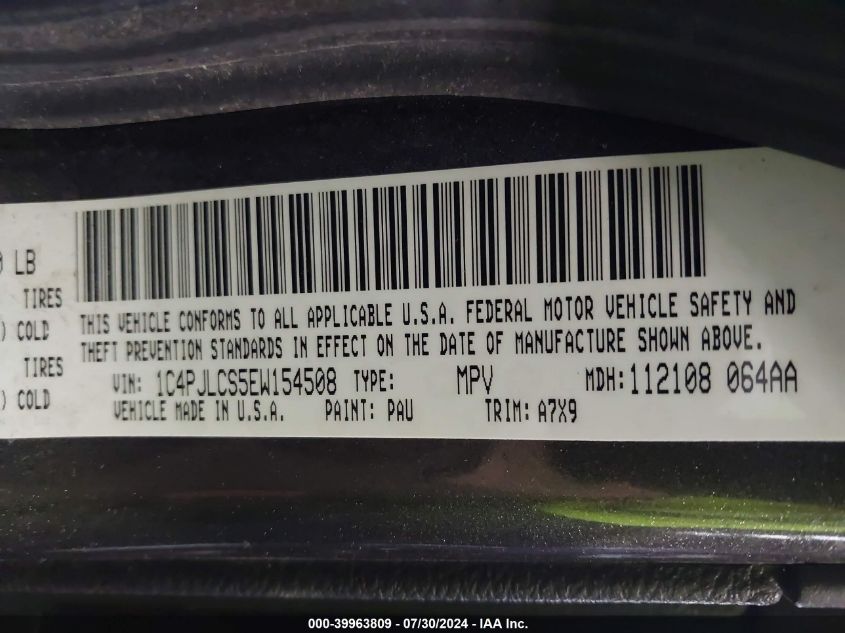 0 LB
TIRES
) COLD
TIRES
) COLD
THIS VEHICLE CONFORMS TO ALL APPLICABLE U.S.A. FEDERAL MOTOR VEHICLE SAFETY AND
THEFT PREVENTION STANDARDS IN EFFECT ON THE DATE OF MANUFACTURE SHOWN ABOVE.
VIN: 1C4PJLCS5EW154508 TYPE: MPV MDH: 112108 064AA
VEHICLE MADE IN U.S.A. PAINT: PAU TRIM: A7X9
000-39963809 - 07/30/2024 - IAA Inc.